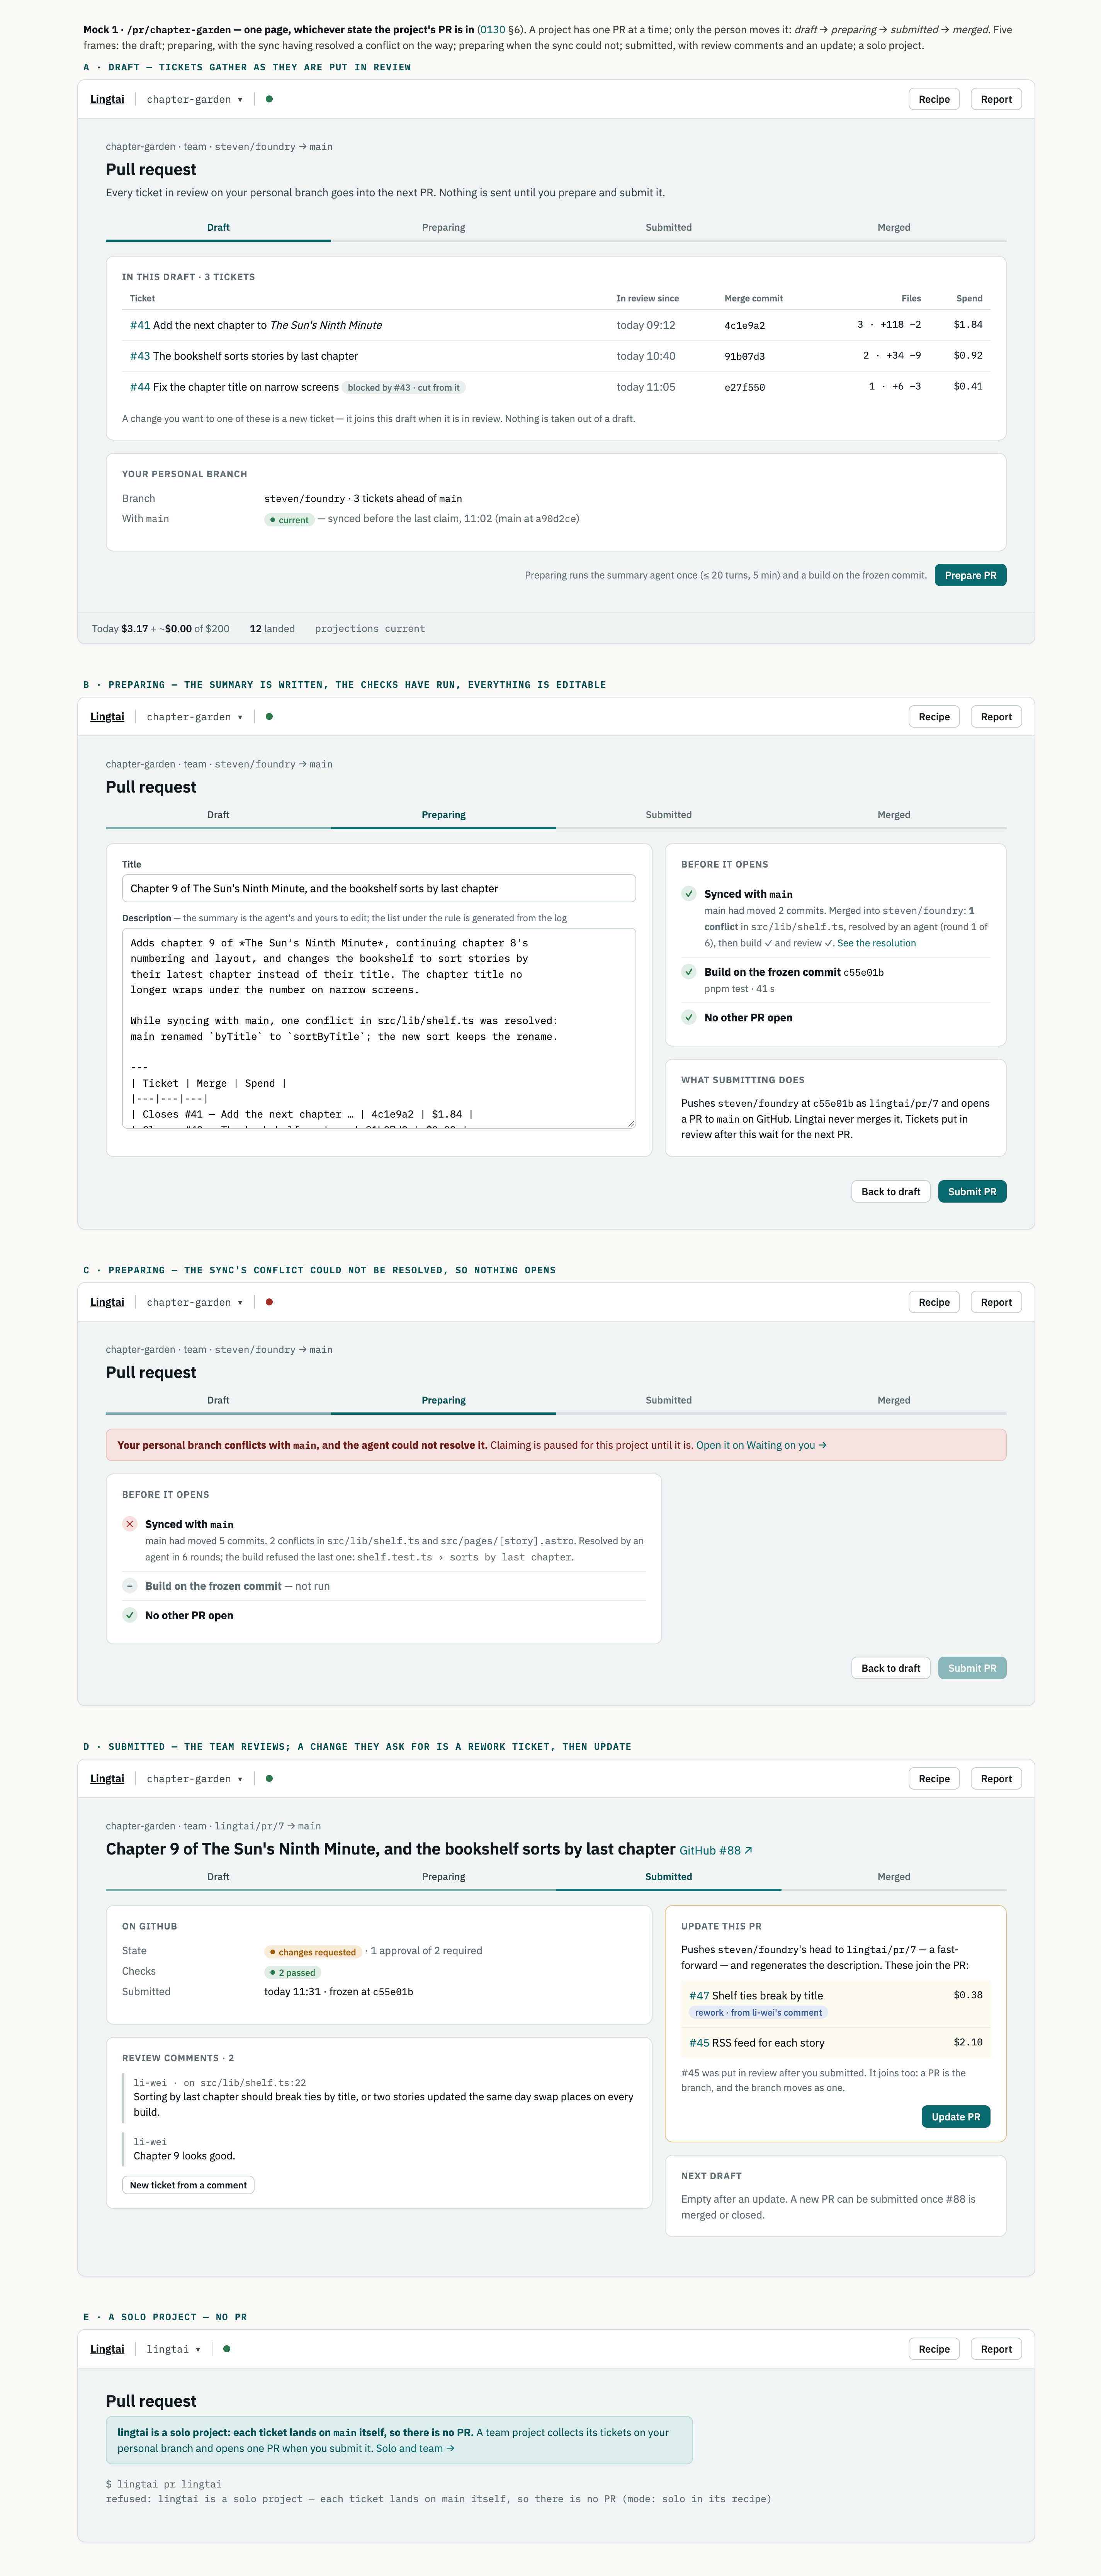 Mock 1 · /pr/chapter-garden — one page, whichever state the project's PR is in (0130 §6). A project has one PR at a time; only the person moves it: draft → preparing → submitted → merged. Five
frames: the draft; preparing, with the sync having resolved a conflict on the way; preparing when the sync could not; submitted, with review comments and an update; a solo project.
A · DRAFT — TICKETS GATHER AS THEY ARE PUT IN REVIEW
Lingtai chapter-garden ▾ Recipe Report
chapter-garden · team · steven/foundry → main
Pull request
Every ticket in review on your personal branch goes into the next PR. Nothing is sent until you prepare and submit it.
Draft Preparing Submitted Merged
IN THIS DRAFT · 3 TICKETS
Ticket In review since Merge commit Files Spend
#41 Add the next chapter to The Sun's Ninth Minute today 09:12 4c1e9a2 3 · +118 −2 $1.84
#43 The bookshelf sorts stories by last chapter today 10:40 91b07d3 2 · +34 −9 $0.92
#44 Fix the chapter title on narrow screens blocked by #43 · cut from it today 11:05 e27f550 1 · +6 −3 $0.41
A change you want to one of these is a new ticket — it joins this draft when it is in review. Nothing is taken out of a draft.
YOUR PERSONAL BRANCH
Branch steven/foundry · 3 tickets ahead of main
With main current — synced before the last claim, 11:02 (main at a90d2ce)
Preparing runs the summary agent once (≤ 20 turns, 5 min) and a build on the frozen commit. Prepare PR
Today $3.17 + ~$0.00 of $200 12 landed projections current
B · PREPARING — THE SUMMARY IS WRITTEN, THE CHECKS HAVE RUN, EVERYTHING IS EDITABLE
Lingtai chapter-garden ▾ Recipe Report
chapter-garden · team · steven/foundry → main
Pull request
Draft Preparing Submitted Merged
Title
Chapter 9 of The Sun's Ninth Minute, and the bookshelf sorts by last chapter
Description — the summary is the agent's and yours to edit; the list under the rule is generated from the log
Adds chapter 9 of *The Sun's Ninth Minute*, continuing chapter 8's
numbering and layout, and changes the bookshelf to sort stories by
their latest chapter instead of their title. The chapter title no
longer wraps under the number on narrow screens.
While syncing with main, one conflict in src/lib/shelf.ts was resolved:
main renamed `byTitle` to `sortByTitle`; the new sort keeps the rename.
---
| Ticket | Merge | Spend |
|---|---|---|
| Closes #41 — Add the next chapter … | 4c1e9a2 | $1.84 |
BEFORE IT OPENS
Synced with main
main had moved 2 commits. Merged into steven/foundry: 1
conflict in src/lib/shelf.ts, resolved by an agent (round 1 of
6), then build ✓ and review ✓. See the resolution
Build on the frozen commit c55e01b
pnpm test · 41 s
No other PR open
WHAT SUBMITTING DOES
Pushes steven/foundry at c55e01b as lingtai/pr/7 and opens
a PR to main on GitHub. Lingtai never merges it. Tickets put in
review after this wait for the next PR.
Back to draft Submit PR
C · PREPARING — THE SYNC'S CONFLICT COULD NOT BE RESOLVED, SO NOTHING OPENS
Lingtai chapter-garden ▾ Recipe Report
chapter-garden · team · steven/foundry → main
Pull request
Draft Preparing Submitted Merged
Your personal branch conflicts with main, and the agent could not resolve it. Claiming is paused for this project until it is. Open it on Waiting on you →
BEFORE IT OPENS
Synced with main
main had moved 5 commits. 2 conflicts in src/lib/shelf.ts and src/pages/[story].astro. Resolved by an
agent in 6 rounds; the build refused the last one: shelf.test.ts › sorts by last chapter.
Build on the frozen commit — not run
No other PR open
Back to draft Submit PR
D · SUBMITTED — THE TEAM REVIEWS; A CHANGE THEY ASK FOR IS A REWORK TICKET, THEN UPDATE
Lingtai chapter-garden ▾ Recipe Report
chapter-garden · team · lingtai/pr/7 → main
Chapter 9 of The Sun's Ninth Minute, and the bookshelf sorts by last chapter GitHub #88 ↗
Draft Preparing Submitted Merged
ON GITHUB
State changes requested · 1 approval of 2 required
Checks 2 passed
Submitted today 11:31 · frozen at c55e01b
REVIEW COMMENTS · 2
li-wei · on src/lib/shelf.ts:22
Sorting by last chapter should break ties by title, or two stories updated the same day swap places on every
build.
li-wei
Chapter 9 looks good.
New ticket from a comment
UPDATE THIS PR
Pushes steven/foundry's head to lingtai/pr/7 — a fast-
forward — and regenerates the description. These join the PR:
#47 Shelf ties break by title $0.38
rework · from li-wei's comment
#45 RSS feed for each story $2.10
#45 was put in review after you submitted. It joins too: a PR is the
branch, and the branch moves as one.
Update PR
NEXT DRAFT
Empty after an update. A new PR can be submitted once #88 is
merged or closed.
E · A SOLO PROJECT — NO PR
Lingtai lingtai ▾ Recipe Report
Pull request
lingtai is a solo project: each ticket lands on main itself, so there is no PR. A team project collects its tickets on your
personal branch and opens one PR when you submit it. Solo and team →
$ lingtai pr lingtai
refused: lingtai is a solo project — each ticket lands on main itself, so there is no PR (mode: solo in its recipe)